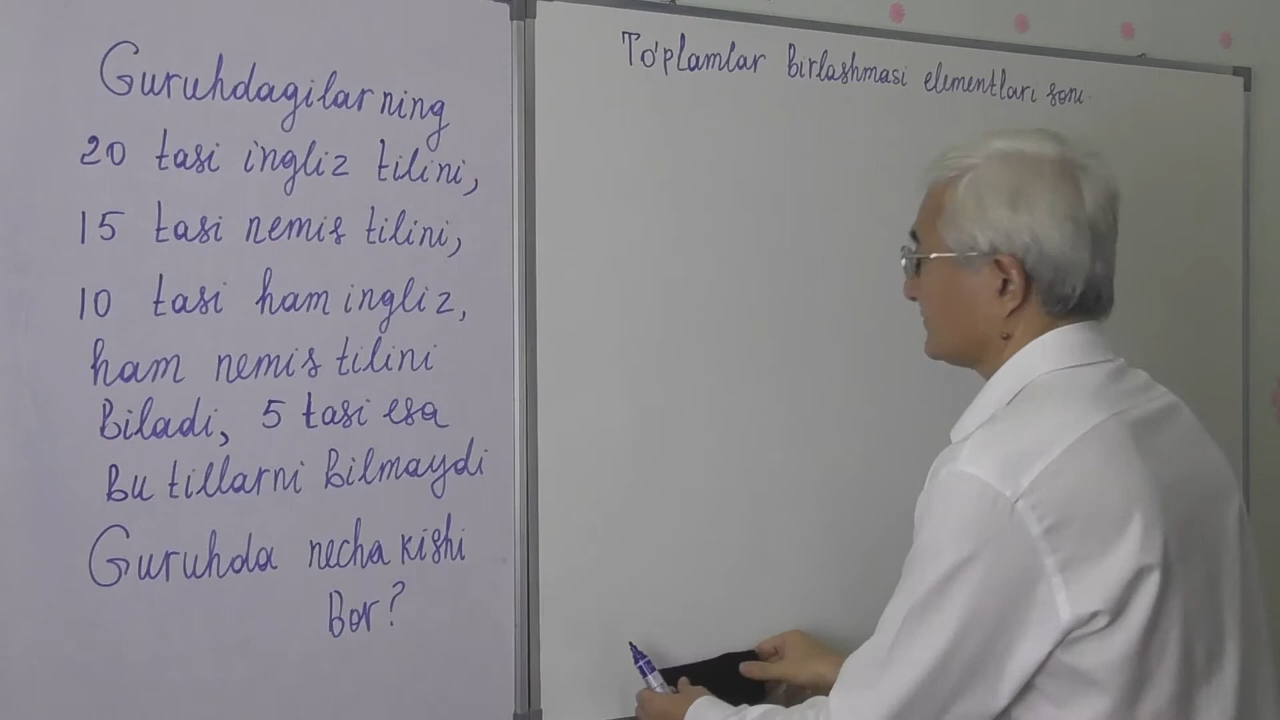 Guruhdagilarning
20 tasi ingliz tilini,
15 tasi nemis tilini,
10 tasi ham ingliz,
ham nemis tilini
Biladi, 5 tasi esa
Bu tillarni Bilmaydi
Guruhda necha kishi
Bor?
To'plamlar birlashmasi elementlari soni.